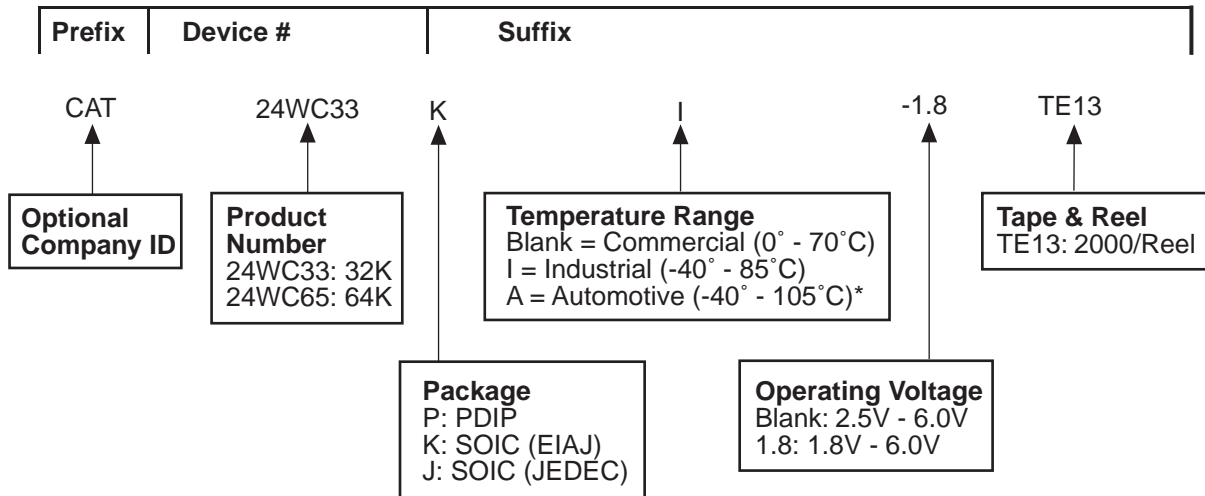 Prefix Device # Suffix
CAT 24WC33 K I -1.8 TE13
Optional
Company ID
Product
Number
24WC33: 32K
24WC65: 64K
Temperature Range
Blank = Commercial (0˚ - 70˚C)
I = Industrial (-40˚ - 85˚C)
A = Automotive (-40˚ - 105˚C)*
Tape & Reel
TE13: 2000/Reel
Package
P: PDIP
K: SOIC (EIAJ)
J: SOIC (JEDEC)
Operating Voltage
Blank: 2.5V - 6.0V
1.8: 1.8V - 6.0V